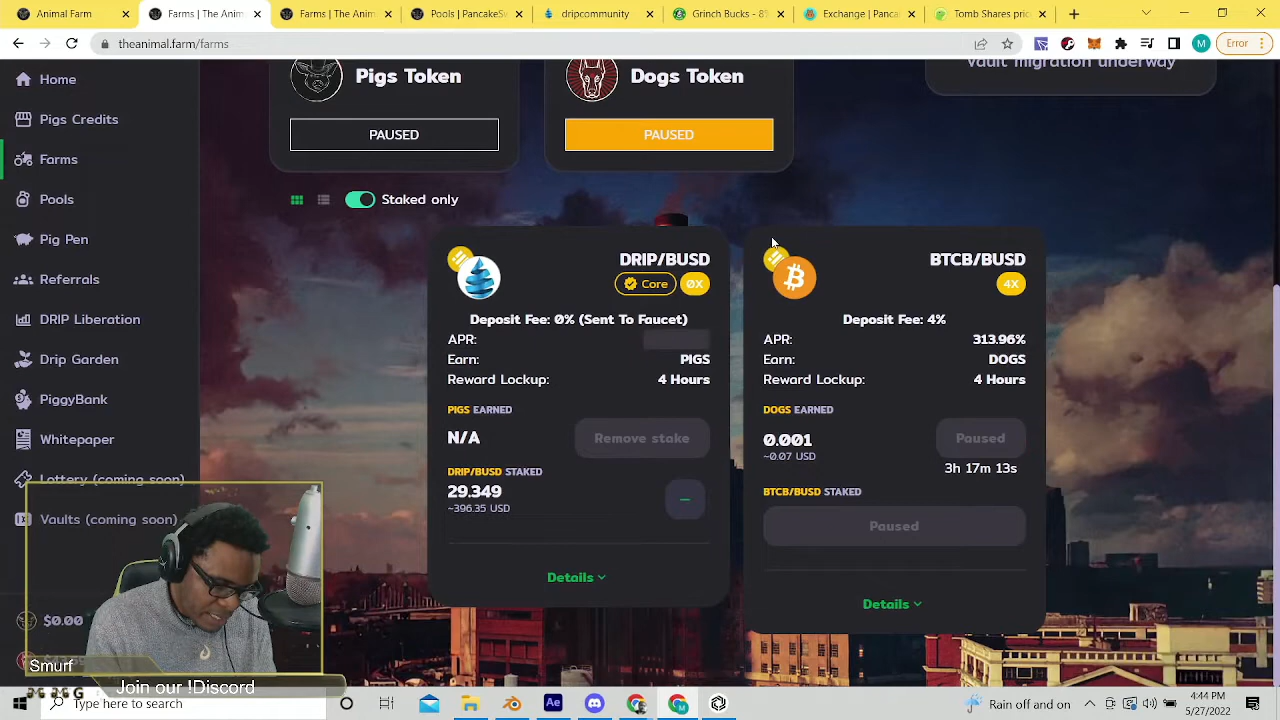 Farms | The Anim
Farms | The Anim
Farms | The Anim
Pools | PancakeS
dripcommunity
Grinch Bucks - 8%
Exchange | Panca
Tomb Shares pric
theanimal.farm/farms
M
Error
Home
Pigs Credits
Farms
Pools
Pig Pen
Referrals
DRIP Liberation
Drip Garden
PiggyBank
Whitepaper
Lottery (coming soon)
Vaults (coming soon)
$0.00
Pigs Token
PAUSED
Dogs Token
PAUSED
Vault migration underway
Staked only
DRIP/BUSD
Core 0X
Deposit Fee: 0% (Sent To Faucet)
APR:
Earn: PIGS
Reward Lockup: 4 Hours
PIGS EARNED
N/A Remove stake
DRIP/BUSD STAKED
29.349
~396.35 USD
Details
BTCB/BUSD
4X
Deposit Fee: 4%
APR: 313.96%
Earn: DOGS
Reward Lockup: 4 Hours
DOGS EARNED
0.001 Paused
~0.07 USD 3h 17m 13s
BTCB/BUSD STAKED
Paused
Details
Smurf
Join our !Discord
Type here to search
Ae
Rain off and on
4:44 PM
5/27/2022